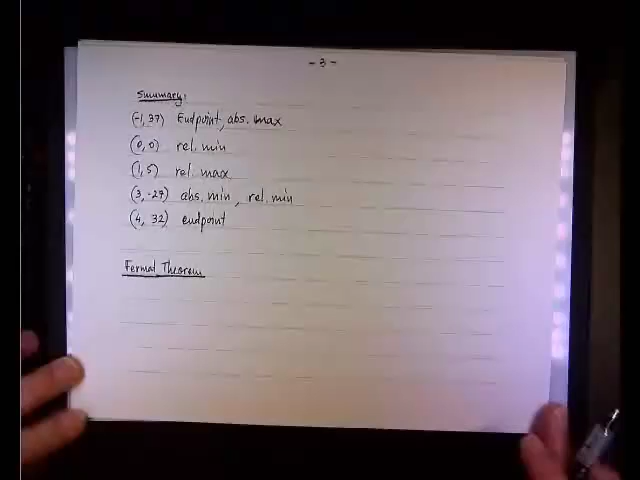 - 3 -
Summary:
(-1, 37) Endpoint, abs. max
(0, 0) rel. min
(1, 5) rel. max
(3, -27) abs. min, rel. min
(4, 32) endpoint
Fermat Theorem